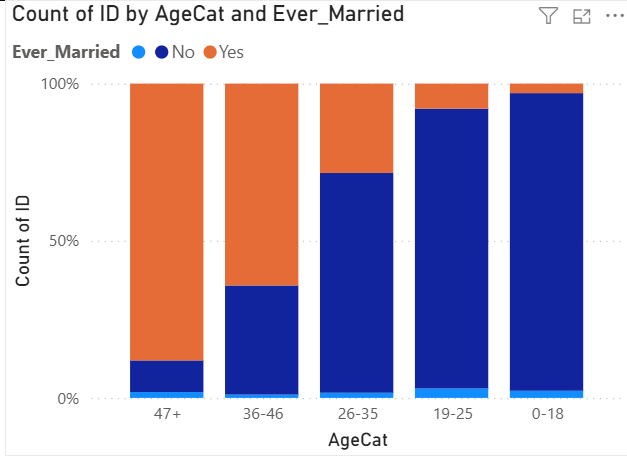 Count of ID by AgeCat and Ever_Married
Ever_Married No Yes
100%
50%
0%
Count of ID
47+ 36-46 26-35 19-25 0-18
AgeCat